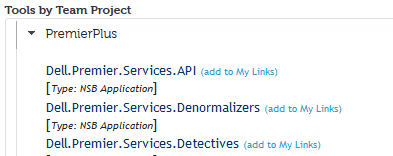 Tools by Team Project
PremierPlus
Dell.Premier.Services.API (add to My Links)
[Type: NSB Application]
Dell.Premier.Services.Denormalizers (add to My Links)
[Type: NSB Application]
Dell.Premier.Services.Detectives (add to My Links)